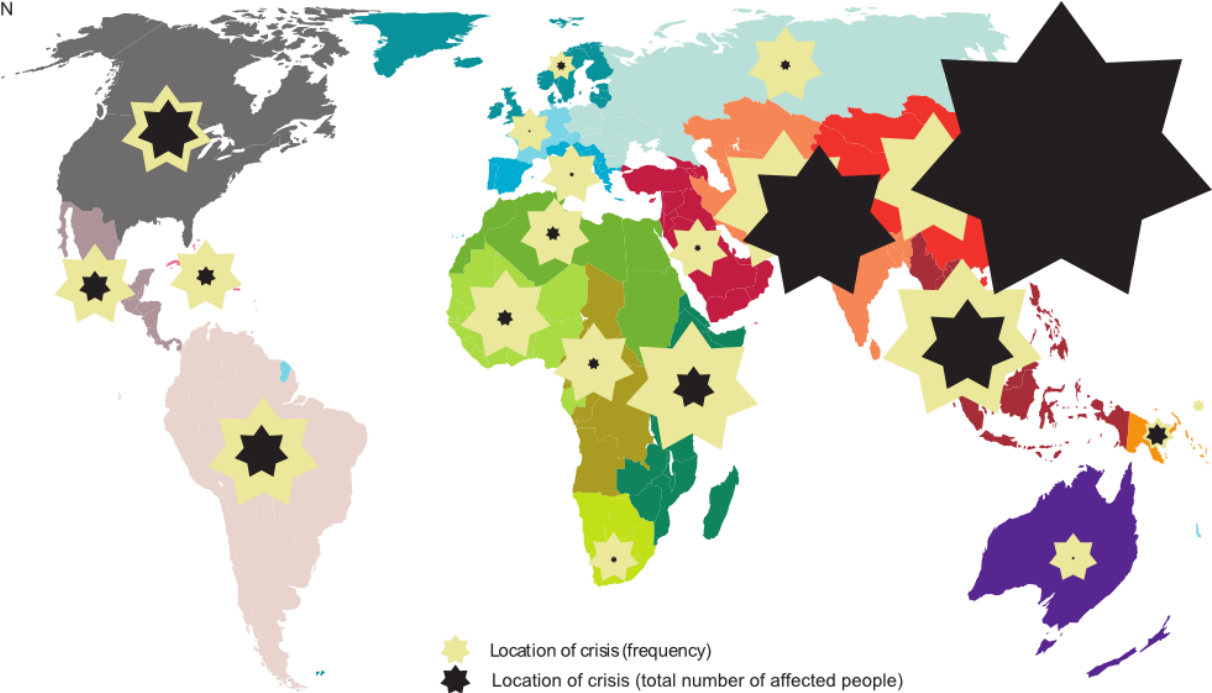 N
Location of crisis (frequency)
Location of crisis (total number of affected people)